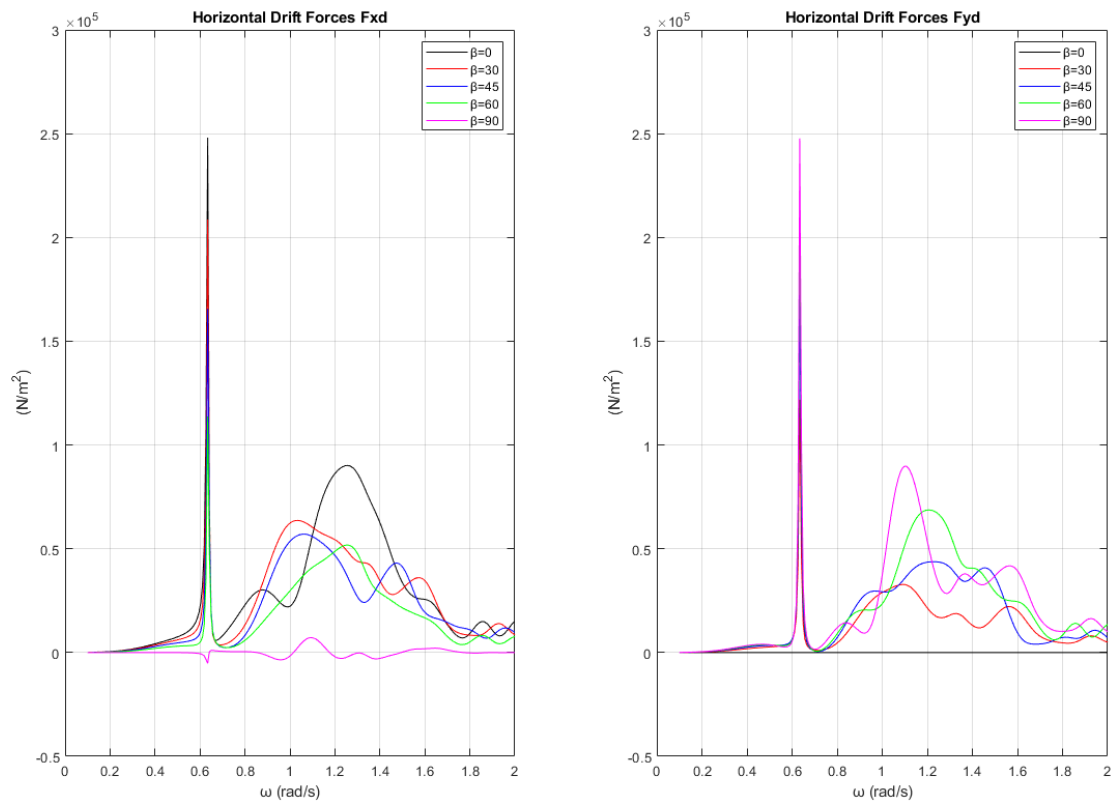 Horizontal Drift Forces Fxd
×10⁵
3
2.5
2
1.5
1
0.5
0
-0.5
(N/m²)
0 0.2 0.4 0.6 0.8 1 1.2 1.4 1.6 1.8 2
ω (rad/s)
β=0
β=30
β=45
β=60
β=90
Horizontal Drift Forces Fyd
×10⁵
3
2.5
2
1.5
1
0.5
0
-0.5
(N/m²)
0 0.2 0.4 0.6 0.8 1 1.2 1.4 1.6 1.8 2
ω (rad/s)
β=0
β=30
β=45
β=60
β=90